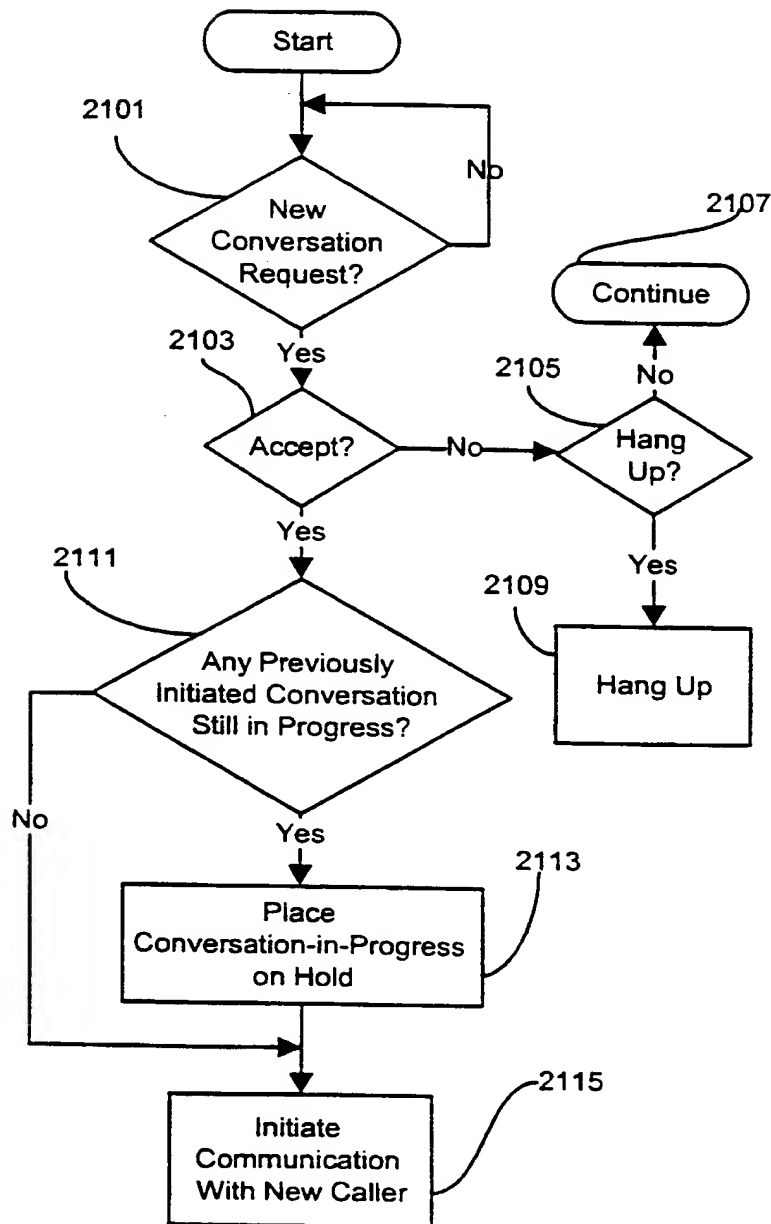 Start
2101
No
New
Conversation
Request?
2107
Continue
Yes
2103
No
2105
Accept?
No
Hang
Up?
Yes
Yes
2111
2109
Any Previously
Initiated Conversation
Still in Progress?
Hang Up
No
Yes
2113
Place
Conversation-in-Progress
on Hold
2115
Initiate
Communication
With New Caller